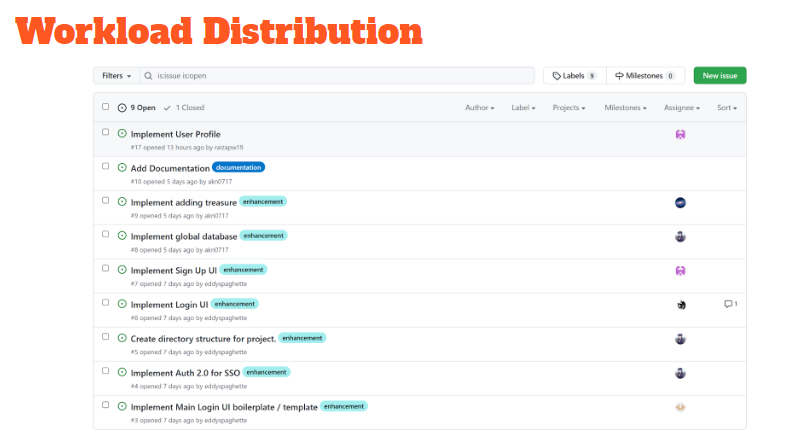 Workload Distribution
Filters is:issue is:open Labels 9 Milestones 0 New issue
9 Open 1 Closed Author Label Projects Milestones Assignee Sort
Implement User Profile
#17 opened 13 hours ago by raizapw19
Add Documentation documentation
#10 opened 5 days ago by akn0717
Implement adding treasure enhancement
#9 opened 5 days ago by akn0717
Implement global database enhancement
#8 opened 5 days ago by akn0717
Implement Sign Up UI enhancement
#7 opened 7 days ago by eddyspaghette
Implement Login UI enhancement 1
#6 opened 7 days ago by eddyspaghette
Create directory structure for project. enhancement
#5 opened 7 days ago by eddyspaghette
Implement Auth 2.0 for SSO enhancement
#4 opened 7 days ago by eddyspaghette
Implement Main Login UI boilerplate / template enhancement
#3 opened 7 days ago by eddyspaghette